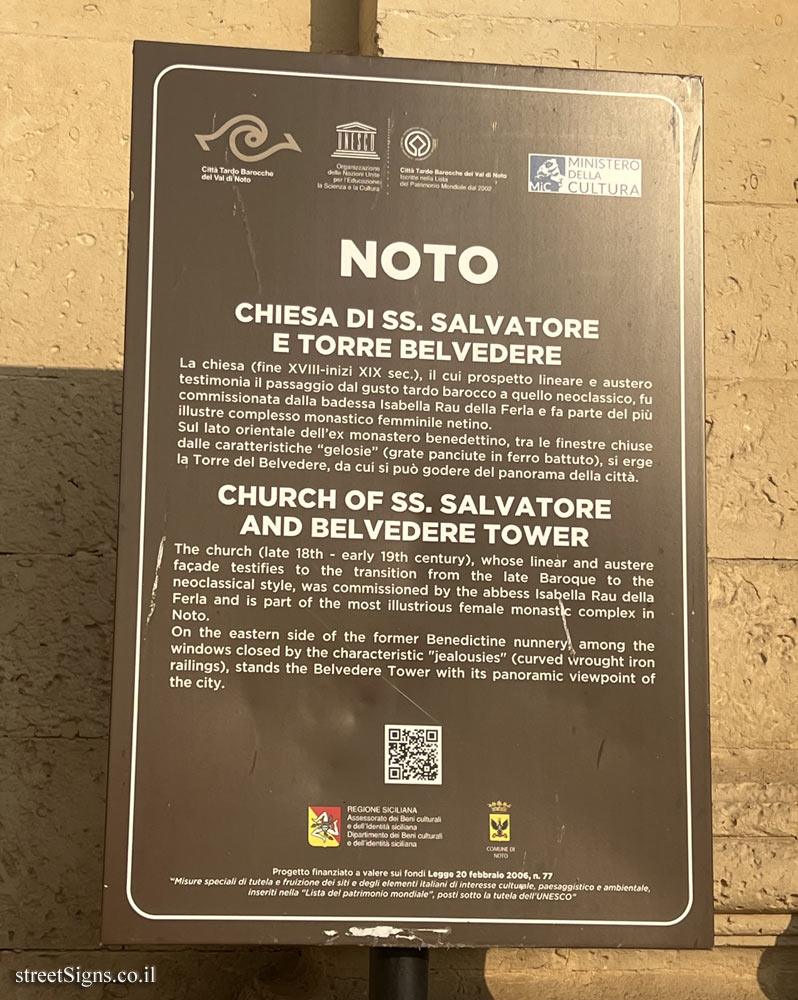 Città Tardo Barocche
del Val di Noto
UNESCO
Organizzazione
delle Nazioni Unite
per l'Educazione,
la Scienza e la Cultura
Città Tardo Barocche del Val di Noto
Iscritte nella Lista
del Patrimonio Mondiale dal 2002
MiC
MINISTERO
DELLA
CULTURA
NOTO
CHIESA DI SS. SALVATORE
E TORRE BELVEDERE
La chiesa (fine XVIII-inizi XIX sec.), il cui prospetto lineare e austero
testimonia il passaggio dal gusto tardo barocco a quello neoclassico, fu
commissionata dalla badessa Isabella Rau della Ferla e fa parte del più
illustre complesso monastico femminile netino.
Sul lato orientale dell'ex monastero benedettino, tra le finestre chiuse
dalle caratteristiche "gelosie" (grate panciute in ferro battuto), si erge
la Torre del Belvedere, da cui si può godere del panorama della città.
CHURCH OF SS. SALVATORE
AND BELVEDERE TOWER
The church (late 18th - early 19th century), whose linear and austere
façade testifies to the transition from the late Baroque to the
neoclassical style, was commissioned by the abbess Isabella Rau della
Ferla and is part of the most illustrious female monastic complex in
Noto.
On the eastern side of the former Benedictine nunnery, among the
windows closed by the characteristic "jealousies" (curved wrought iron
railings), stands the Belvedere Tower with its panoramic viewpoint of
the city.
REGIONE SICILIANA
Assessorato dei Beni culturali
e dell'Identità siciliana
Dipartimento dei Beni culturali
e dell'identità siciliana
COMUNE DI
NOTO
Progetto finanziato a valere sui fondi Legge 20 febbraio 2006, n. 77
"Misure speciali di tutela e fruizione dei siti e degli elementi italiani di interesse culturale, paesaggistico e ambientale,
inseriti nella "Lista del patrimonio mondiale", posti sotto la tutela dell'UNESCO"
streetSigns.co.il